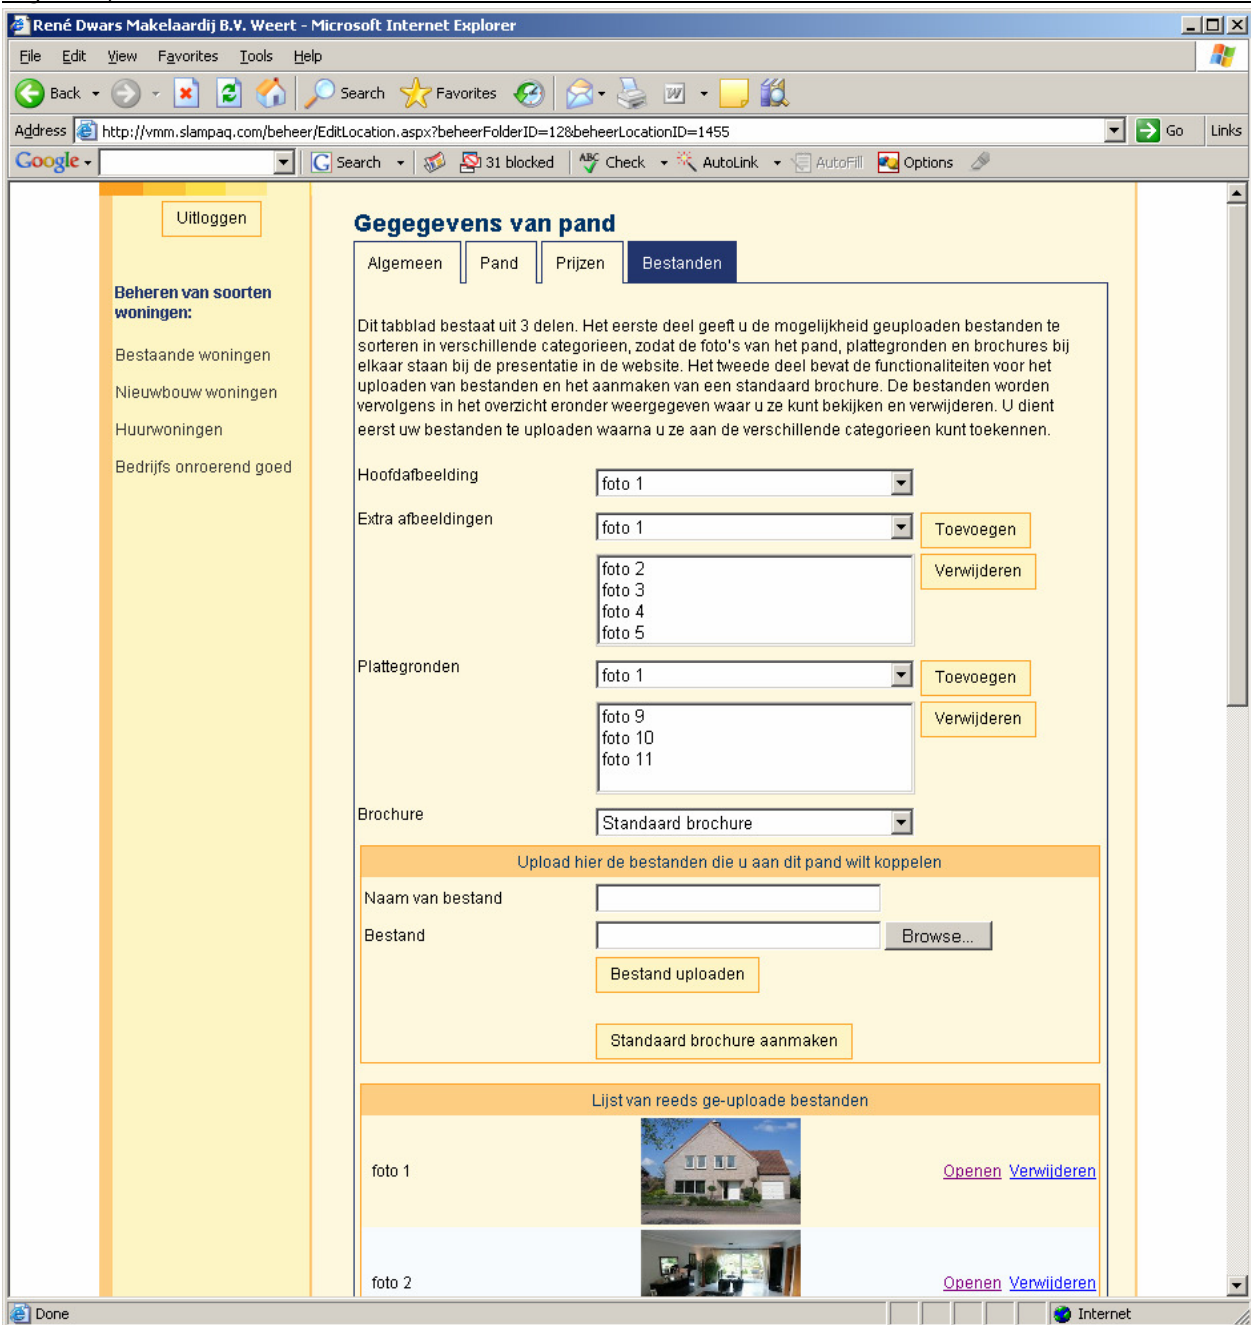 René Dwars Makelaardij B.V. Weert - Microsoft Internet Explorer
File Edit View Favorites Tools Help
Back Search Favorites
Address http://vmm.slampaq.com/beheer/EditLocation.aspx?beheerFolderID=12&beheerLocationID=1455 Go Links
Google Search 31 blocked ABC Check AutoLink AutoFill Options
Uitloggen
Beheren van soorten
woningen:
Bestaande woningen
Nieuwbouw woningen
Huurwoningen
Bedrijfs onroerend goed
Gegegevens van pand
Algemeen Pand Prijzen Bestanden
Dit tabblad bestaat uit 3 delen. Het eerste deel geeft u de mogelijkheid geuploaden bestanden te
sorteren in verschillende categorieen, zodat de foto's van het pand, plattegronden en brochures bij
elkaar staan bij de presentatie in de website. Het tweede deel bevat de functionaliteiten voor het
uploaden van bestanden en het aanmaken van een standaard brochure. De bestanden worden
vervolgens in het overzicht eronder weergegeven waar u ze kunt bekijken en verwijderen. U dient
eerst uw bestanden te uploaden waarna u ze aan de verschillende categorieen kunt toekennen.
Hoofdafbeelding foto 1
Extra afbeeldingen foto 1 Toevoegen
foto 2 Verwijderen
foto 3
foto 4
foto 5
Plattegronden foto 1 Toevoegen
foto 9 Verwijderen
foto 10
foto 11
Brochure Standaard brochure
Upload hier de bestanden die u aan dit pand wilt koppelen
Naam van bestand
Bestand Browse...
Bestand uploaden
Standaard brochure aanmaken
Lijst van reeds ge-uploade bestanden
foto 1 Openen Verwijderen
foto 2 Openen Verwijderen
Done Internet